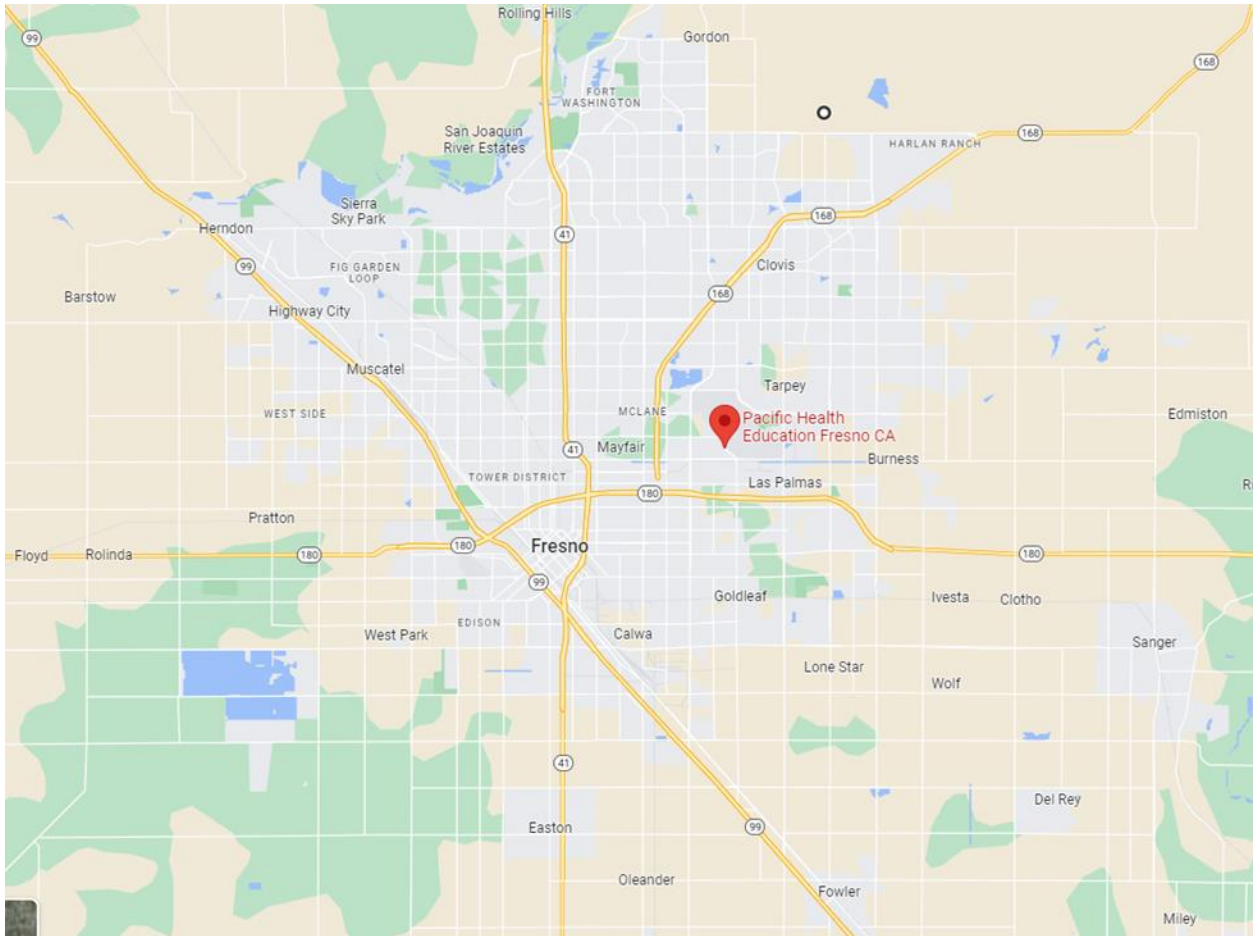 Rolling Hills
99
Gordon
168
FORT
WASHINGTON
San Joaquin
River Estates
168
HARLAN RANCH
Sierra
Sky Park
168
Herndon
41
99
FIG GARDEN
LOOP
Clovis
Barstow
168
Highway City
Muscatel
Tarpey
WEST SIDE
MCLANE
Edmiston
Pacific Health
Education Fresno CA
41
Mayfair
Burness
TOWER DISTRICT
Las Palmas
180
Pratton
Fresno
180
Floyd
Rolinda
180
180
99
Goldleaf
Ivesta
Clotho
EDISON
West Park
Calwa
Sanger
Lone Star
Wolf
41
Del Rey
Easton
99
Oleander
Fowler
Miley